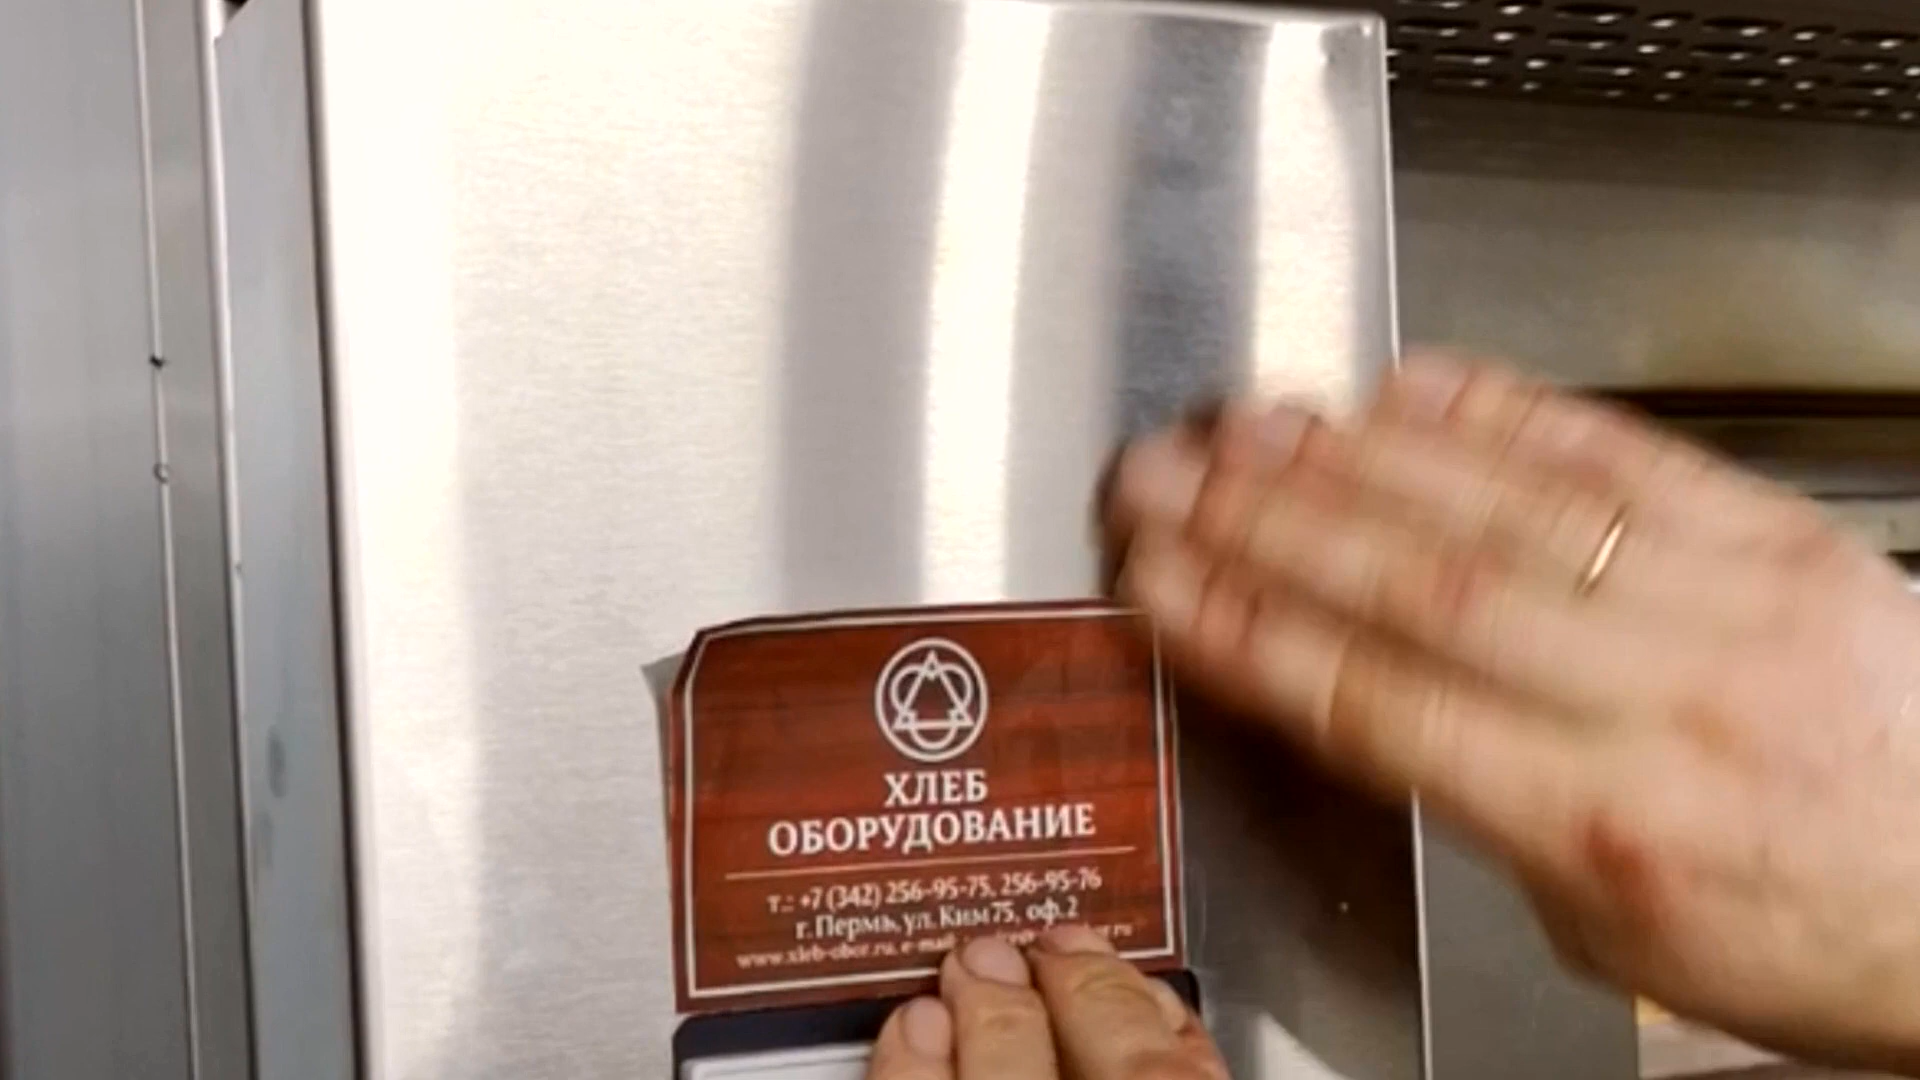 ХЛЕБ
ОБОРУДОВАНИЕ
т.: +7 (342) 256-95-75, 256-95-76
г. Пермь, ул. Ким 75, оф. 2
www.xleb-obor.ru, e-mail: